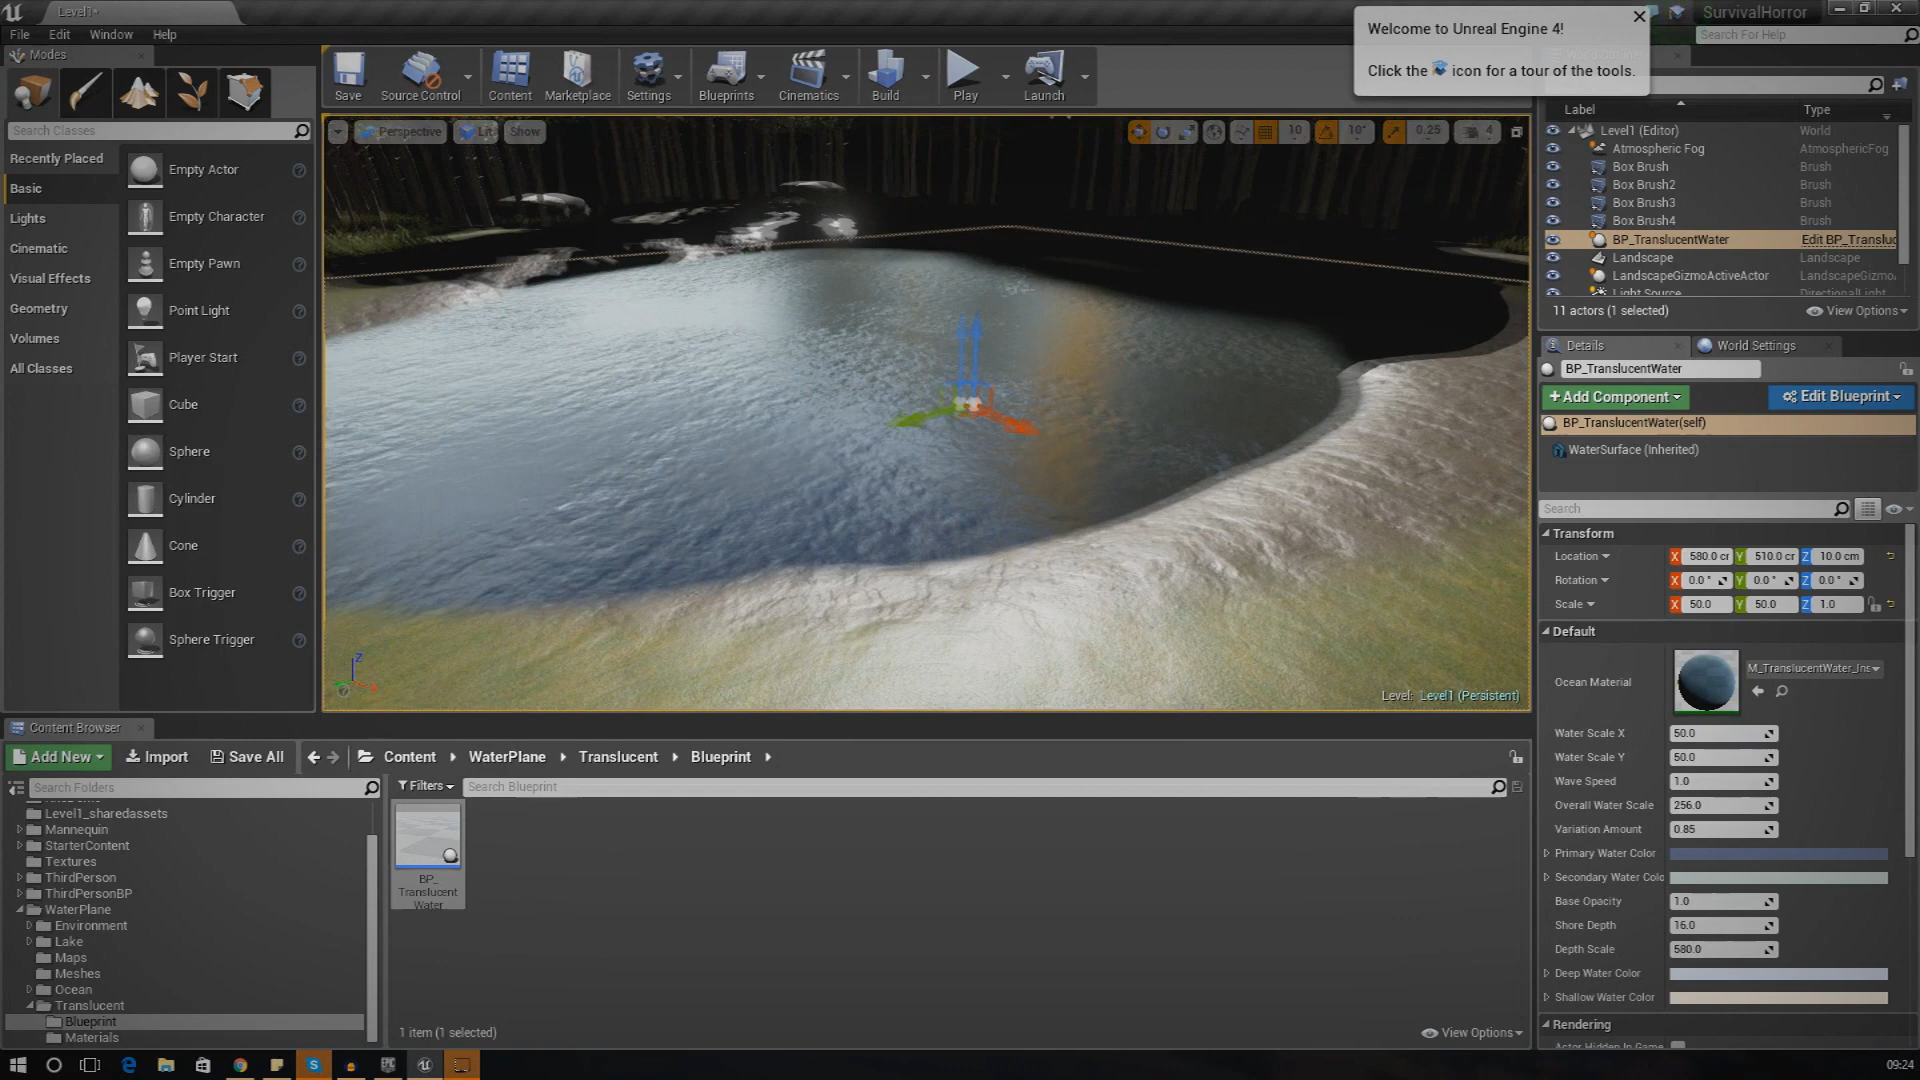 Level1*
SurvivalHorror
File Edit Window Help
Search For Help
Welcome to Unreal Engine 4!
Click the icon for a tour of the tools.
Modes
Save
Source Control
Content
Marketplace
Settings
Blueprints
Cinematics
Build
Play
Launch
Search Classes
Recently Placed
Basic
Lights
Cinematic
Visual Effects
Geometry
Volumes
All Classes
Empty Actor
Empty Character
Empty Pawn
Point Light
Player Start
Cube
Sphere
Cylinder
Cone
Box Trigger
Sphere Trigger
Perspective
Lit
Show
10
10°
0.25
4
Level: Level1 (Persistent)
Label Type
Level1 (Editor) World
Atmospheric Fog AtmosphericFog
Box Brush Brush
Box Brush2 Brush
Box Brush3 Brush
Box Brush4 Brush
BP_TranslucentWater Edit BP_Transluc
Landscape Landscape
LandscapeGizmoActiveActor LandscapeGizmo
Light Source DirectionalLight
11 actors (1 selected)
View Options
Details
World Settings
BP_TranslucentWater
+Add Component
Edit Blueprint
BP_TranslucentWater(self)
WaterSurface (Inherited)
Search
Transform
Location X 580.0 cr Y 510.0 cr Z 10.0 cm
Rotation X 0.0 ° Y 0.0 ° Z 0.0 °
Scale X 50.0 Y 50.0 Z 1.0
Default
Ocean Material M_TranslucentWater_Ins
Water Scale X 50.0
Water Scale Y 50.0
Wave Speed 1.0
Overall Water Scale 256.0
Variation Amount 0.85
Primary Water Color
Secondary Water Colo
Base Opacity 1.0
Shore Depth 16.0
Depth Scale 580.0
Deep Water Color
Shallow Water Color
Rendering
Actor Hidden In Game
Content Browser
Add New
Import
Save All
Content
WaterPlane
Translucent
Blueprint
Search Folders
Filters
Search Blueprint
Level1_sharedassets
Mannequin
StarterContent
Textures
ThirdPerson
ThirdPersonBP
WaterPlane
Environment
Lake
Maps
Meshes
Ocean
Translucent
Blueprint
Materials
BP_
Translucent
Water
1 item (1 selected)
View Options
09:24